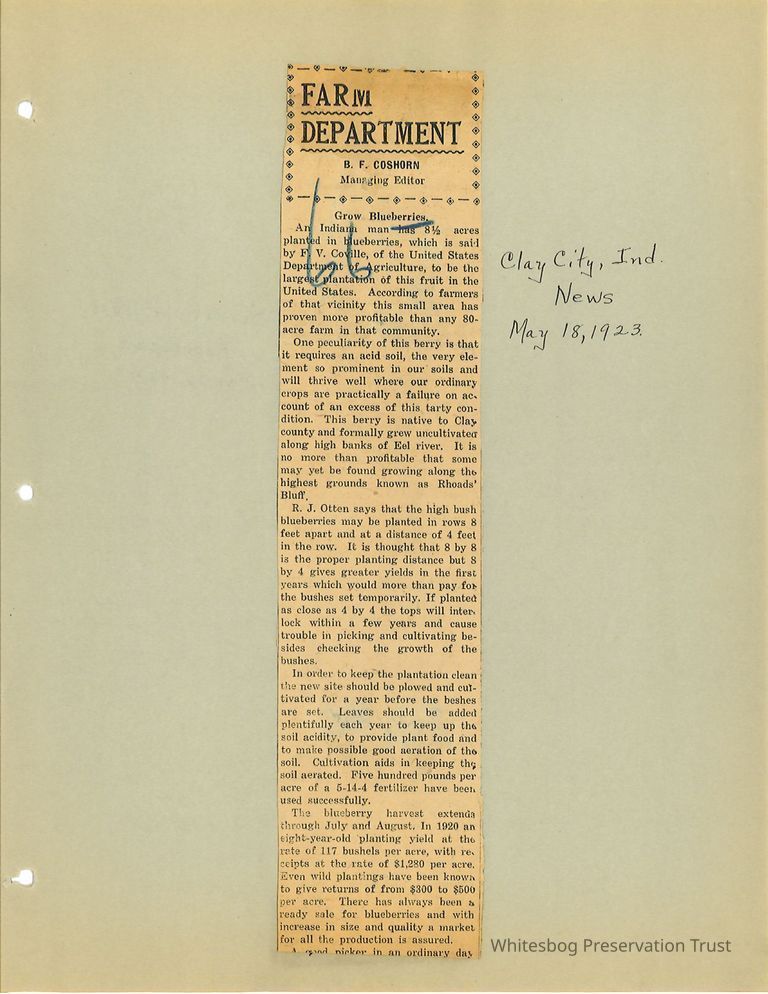 FARM
DEPARTMENT
B. F. COSHORN
Managing Editor
Grow Blueberries.
An Indiana man has 8½ acres
planted in blueberries, which is said
by F. V. Coville, of the United States
Department of Agriculture, to be the
largest plantation of this fruit in the
United States. According to farmers
of that vicinity this small area has
proven more profitable than any 80-
acre farm in that community.
One peculiarity of this berry is that
it requires an acid soil, the very ele-
ment so prominent in our soils and
will thrive well where our ordinary
crops are practically a failure on ac-
count of an excess of this tarty con-
dition. This berry is native to Clay
county and formally grew uncultivated
along high banks of Eel river. It is
no more than profitable that some
may yet be found growing along the
highest grounds known as Rhoads'
Bluff.
R. J. Otten says that the high bush
blueberries may be planted in rows 8
feet apart and at a distance of 4 feet
in the row. It is thought that 8 by 8
is the proper planting distance but 8
by 4 gives greater yields in the first
years which would more than pay for
the bushes set temporarily. If planted
as close as 4 by 4 the tops will inter-
lock within a few years and cause
trouble in picking and cultivating be-
sides checking the growth of the
bushes.
In order to keep the plantation clean
the new site should be plowed and cul-
tivated for a year before the beshes
are set. Leaves should be added
plentifully each year to keep up the
soil acidity, to provide plant food and
to make possible good aeration of the
soil. Cultivation aids in keeping the
soil aerated. Five hundred pounds per
acre of a 5-14-4 fertilizer have been
used successfully.
The blueberry harvest extends
through July and August. In 1920 an
eight-year-old planting yield at the
rate of 117 bushels per acre, with re-
ceipts at the rate of $1,280 per acre.
Even wild plantings have been known
to give returns of from $300 to $500
per acre. There has always been a
ready sale for blueberries and with
increase in size and quality a market
for all the production is assured.
A good picker in an ordinary day
Clay City, Ind.
News
May 18, 1923.
Whitesbog Preservation Trust